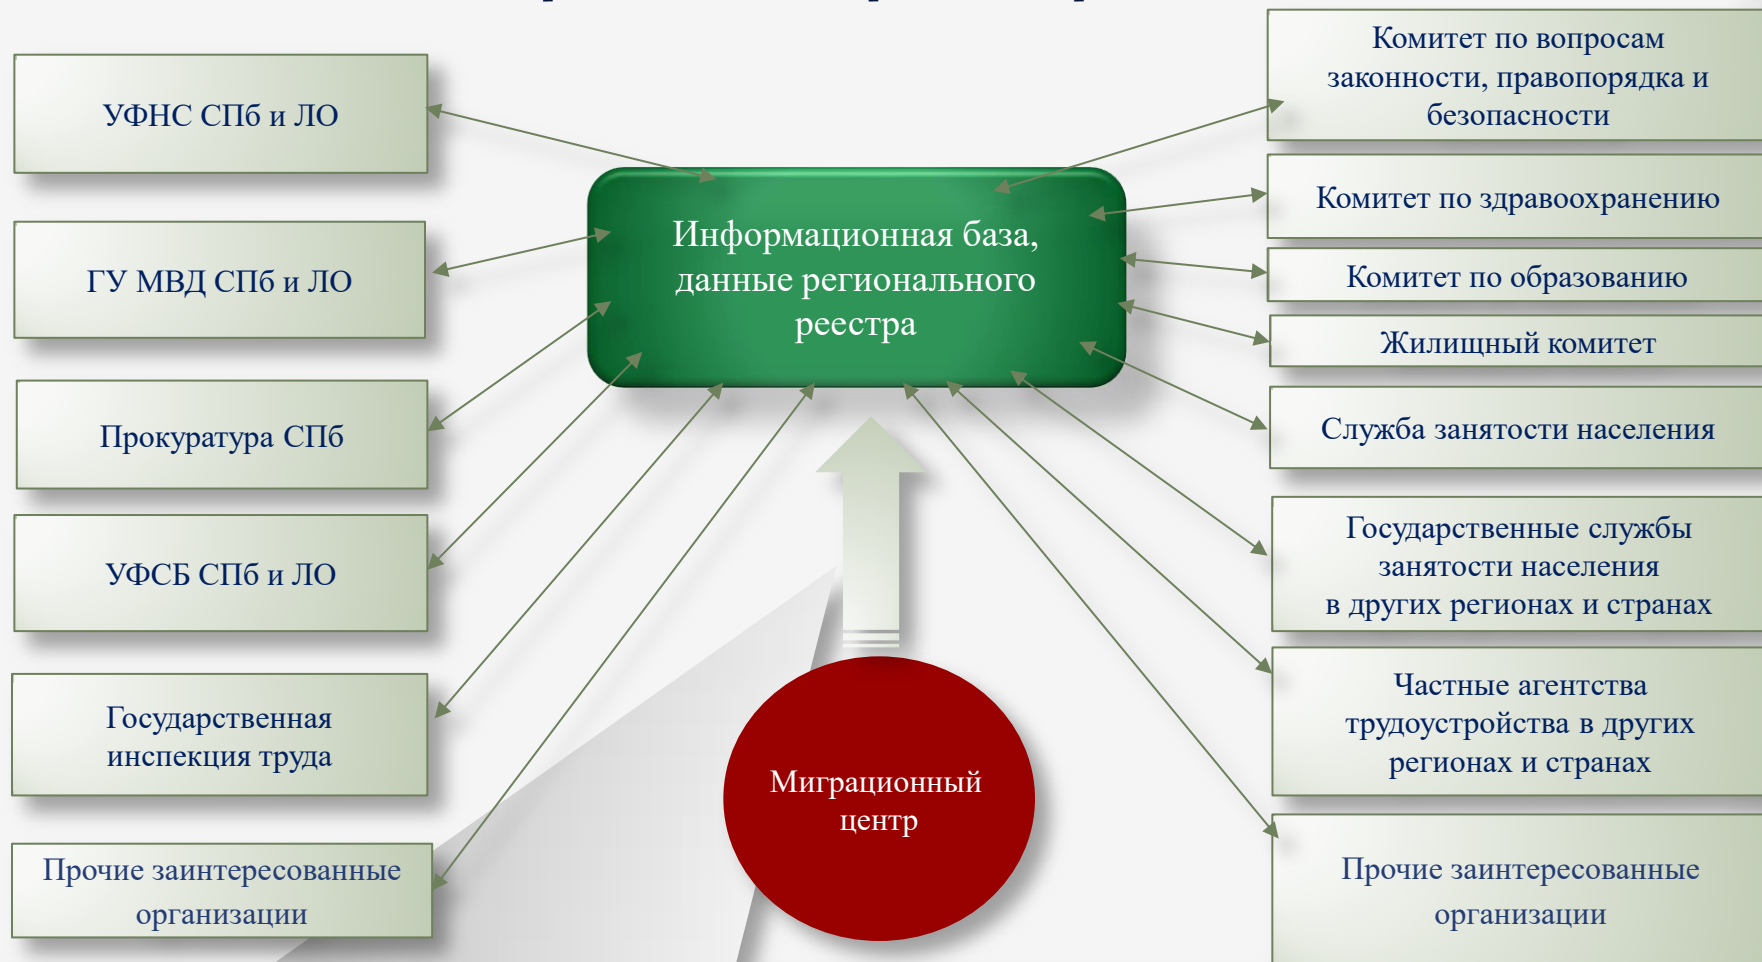 УФНС СПб и ЛО
ГУ МВД СПб и ЛО
Прокуратура СПб
УФСБ СПб и ЛО
Государственная
инспекция труда
Прочие заинтересованные
организации
Информационная база,
данные регионального
реестра
Миграционный
центр
Комитет по вопросам
законности, правопорядка и
безопасности
Комитет по здравоохранению
Комитет по образованию
Жилищный комитет
Служба занятости населения
Государственные службы
занятости населения
в других регионах и странах
Частные агентства
трудоустройства в других
регионах и странах
Прочие заинтересованные
организации